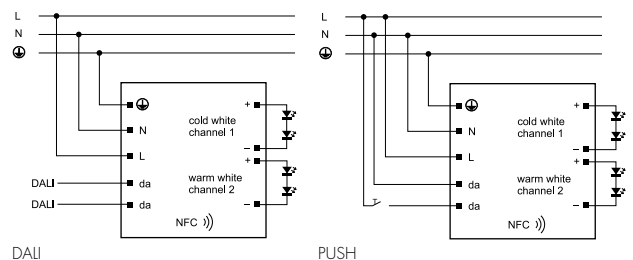 L
N
+
N
cold white
channel 1
L
–
+
DALI
da
warm white
channel 2
DALI
da
–
NFC
DALI
L
N
+
N
cold white
channel 1
L
–
+
da
warm white
channel 2
da
–
NFC
PUSH